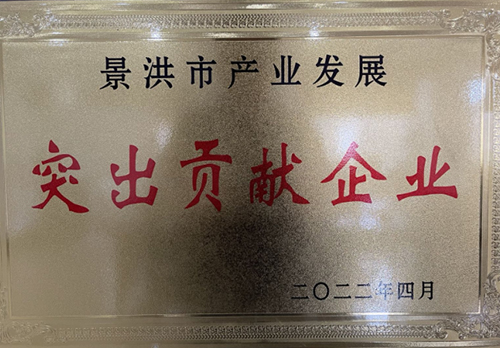 景洪市产业发展
突出贡献企业
二〇二二年四月